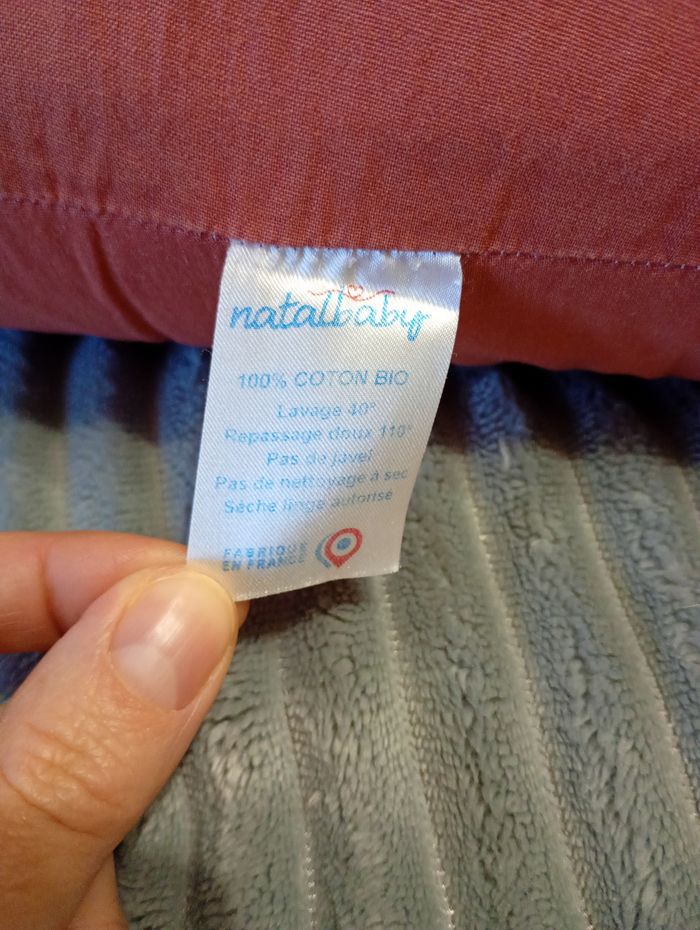 natalbaby
100% COTON BIO
Lavage 40°
Repassage doux 110°
Pas de javel
Pas de nettoyage à sec
Sèche linge autorisé
FABRIQUÉ
EN FRANCE